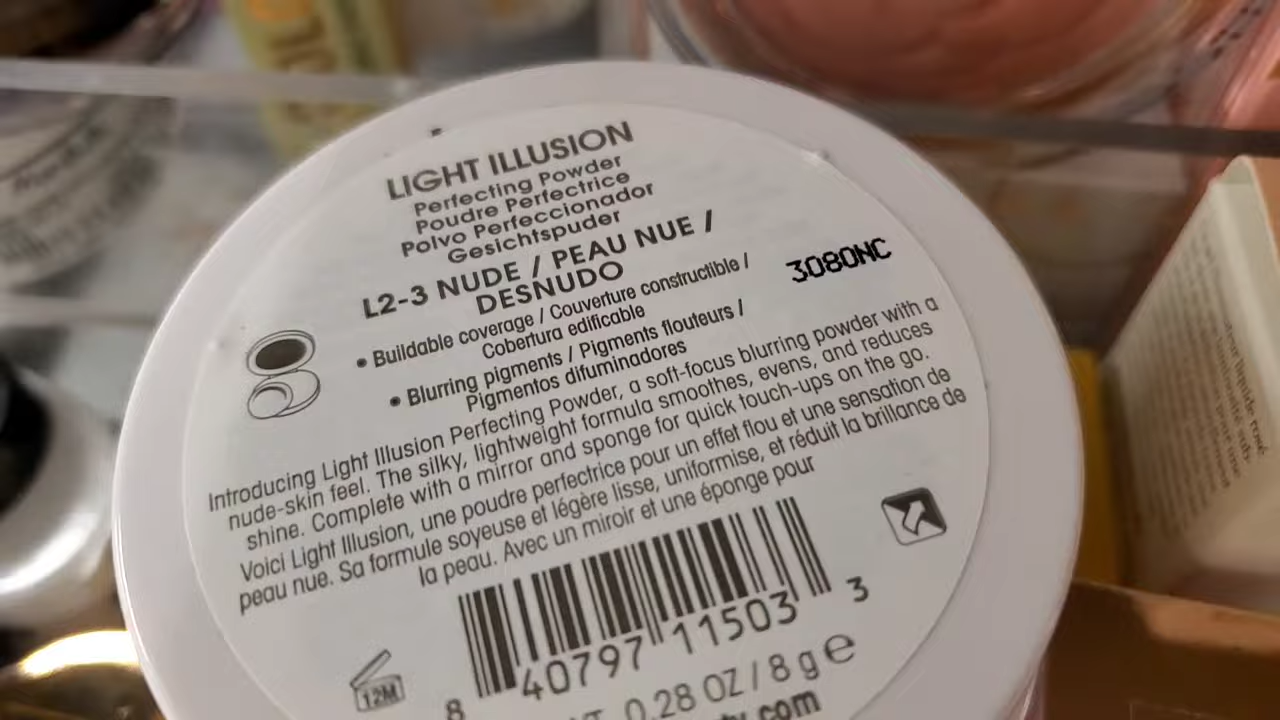 LIGHT ILLUSION
Perfecting Powder
Poudre Perfectrice
Polvo Perfeccionador
Gesichtspuder
L2-3 NUDE / PEAU NUE /
DESNUDO
3080NC
• Buildable coverage / Couverture constructible /
Cobertura edificable
• Blurring pigments / Pigments flouteurs /
Pigmentos difuminadores
Introducing Light Illusion Perfecting Powder, a soft-focus blurring powder with a
nude-skin feel. The silky, lightweight formula smoothes, evens, and reduces
shine. Complete with a mirror and sponge for quick touch-ups on the go.
Voici Light Illusion, une poudre perfectrice pour un effet flou et une sensation de
peau nue. Sa formule soyeuse et légère lisse, uniformise, et réduit la brillance de
la peau. Avec un miroir et une éponge pour
8 40797 11503 3
12M
0.28 OZ / 8 g e
.com